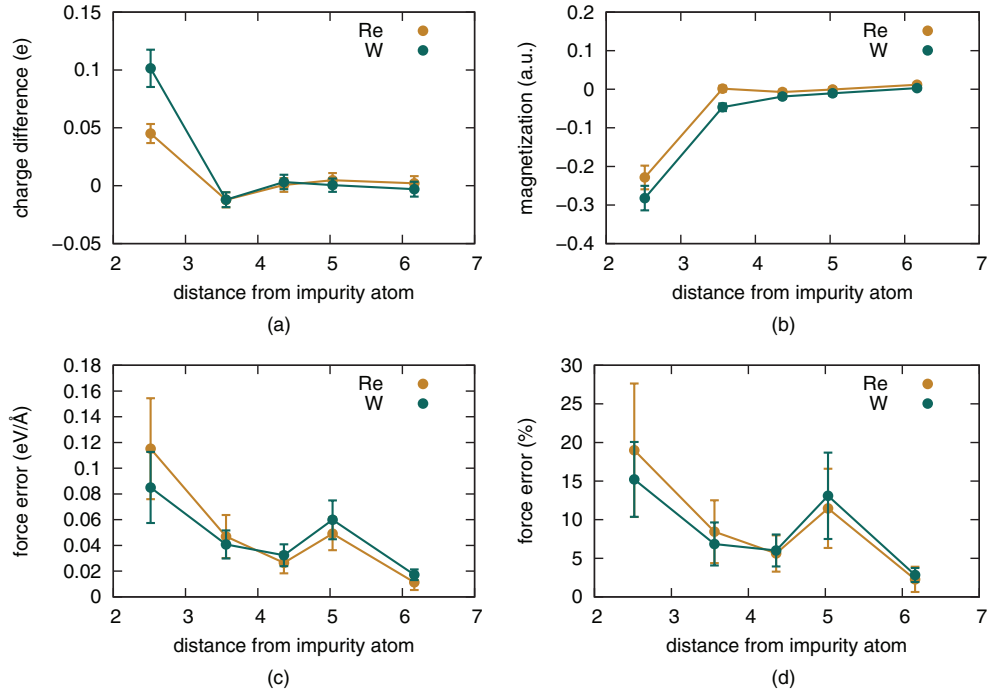 0.15
0.1
0.05
0
−0.05
charge difference (e)
Re
W
2 3 4 5 6 7
distance from impurity atom
(a)
0.2
0.1
0
−0.1
−0.2
−0.3
−0.4
magnetization (a.u.)
Re
W
2 3 4 5 6 7
distance from impurity atom
(b)
0.18
0.16
0.14
0.12
0.1
0.08
0.06
0.04
0.02
0
force error (eV/Å)
Re
W
2 3 4 5 6 7
distance from impurity atom
(c)
30
25
20
15
10
5
0
force error (%)
Re
W
2 3 4 5 6 7
distance from impurity atom
(d)